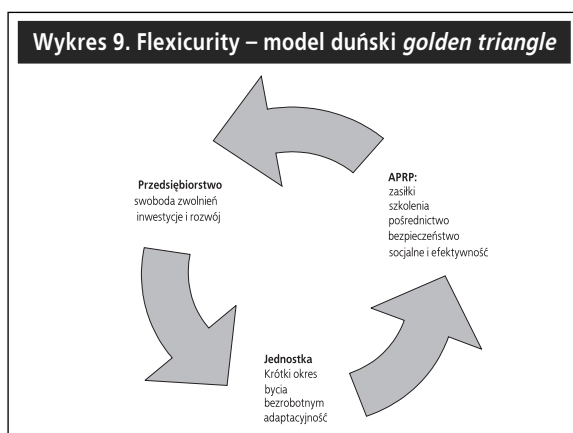 Wykres 9. Flexicurity – model duński golden triangle
Przedsiębiorstwo
swoboda zwolnień
inwestycje i rozwój
APRP:
zasiłki
szkolenia
pośrednictwo
bezpieczeństwo
socjalne i efektywność
Jednostka
Krótki okres
bycia
bezrobotnym
adaptacyjność